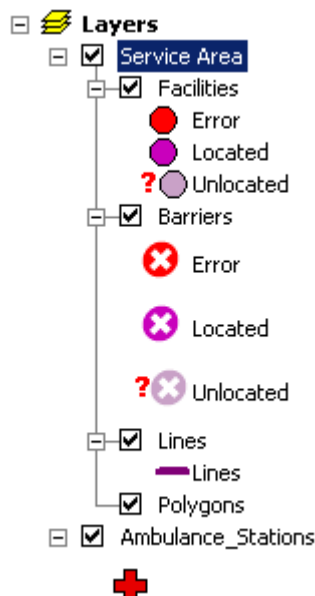 Layers
Service Area
Facilities
Error
Located
? Unlocated
Barriers
Error
Located
? Unlocated
Lines
Lines
Polygons
Ambulance_Stations